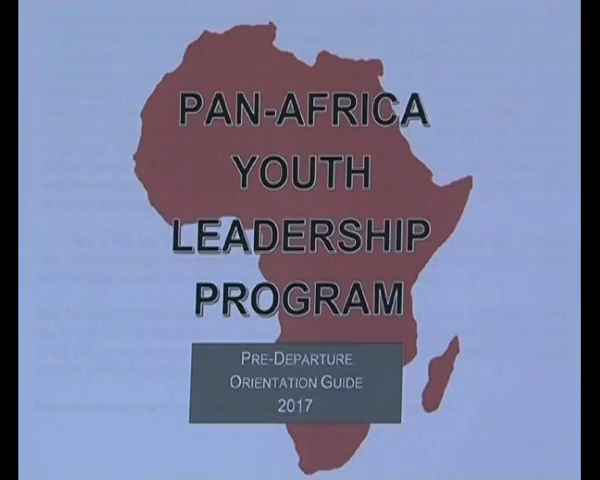 PAN-AFRICA
YOUTH
LEADERSHIP
PROGRAM
PRE-DEPARTURE
ORIENTATION GUIDE
2017